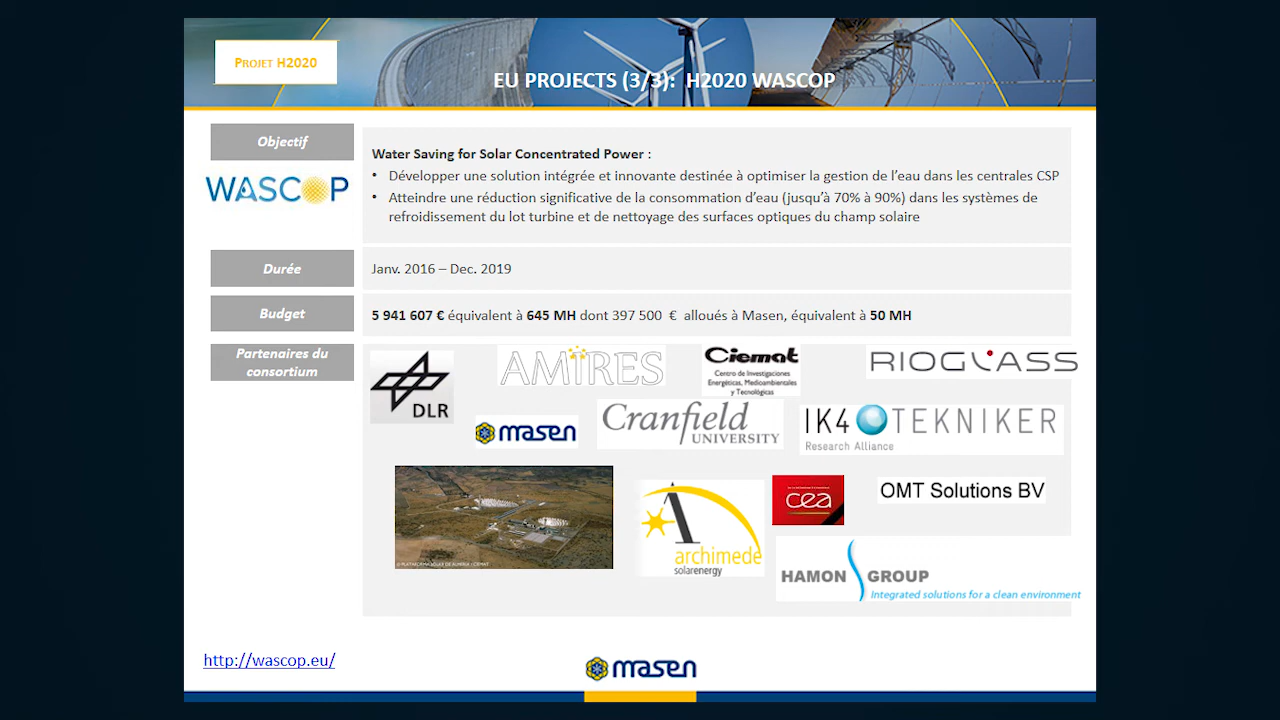 PROJET H2020
EU PROJECTS (3/3): H2020 WASCOP
Objectif
WASCOP
Water Saving for Solar Concentrated Power :
• Développer une solution intégrée et innovante destinée à optimiser la gestion de l'eau dans les centrales CSP
• Atteindre une réduction significative de la consommation d'eau (jusqu'à 70% à 90%) dans les systèmes de
refroidissement du lot turbine et de nettoyage des surfaces optiques du champ solaire
Durée
Janv. 2016 – Dec. 2019
Budget
5 941 607 € équivalent à 645 MH dont 397 500 € alloués à Masen, équivalent à 50 MH
Partenaires du
consortium
DLR
AMIRES
Ciemat
Centro de Investigaciones
Energéticas, Medioambientales
y Tecnológicas
RIOGLASS
masen
Cranfield
UNIVERSITY
IK4 TEKNIKER
Research Alliance
archimede
solarenergy
cea
OMT Solutions BV
HAMON GROUP
Integrated solutions for a clean environment
http://wascop.eu/
masen